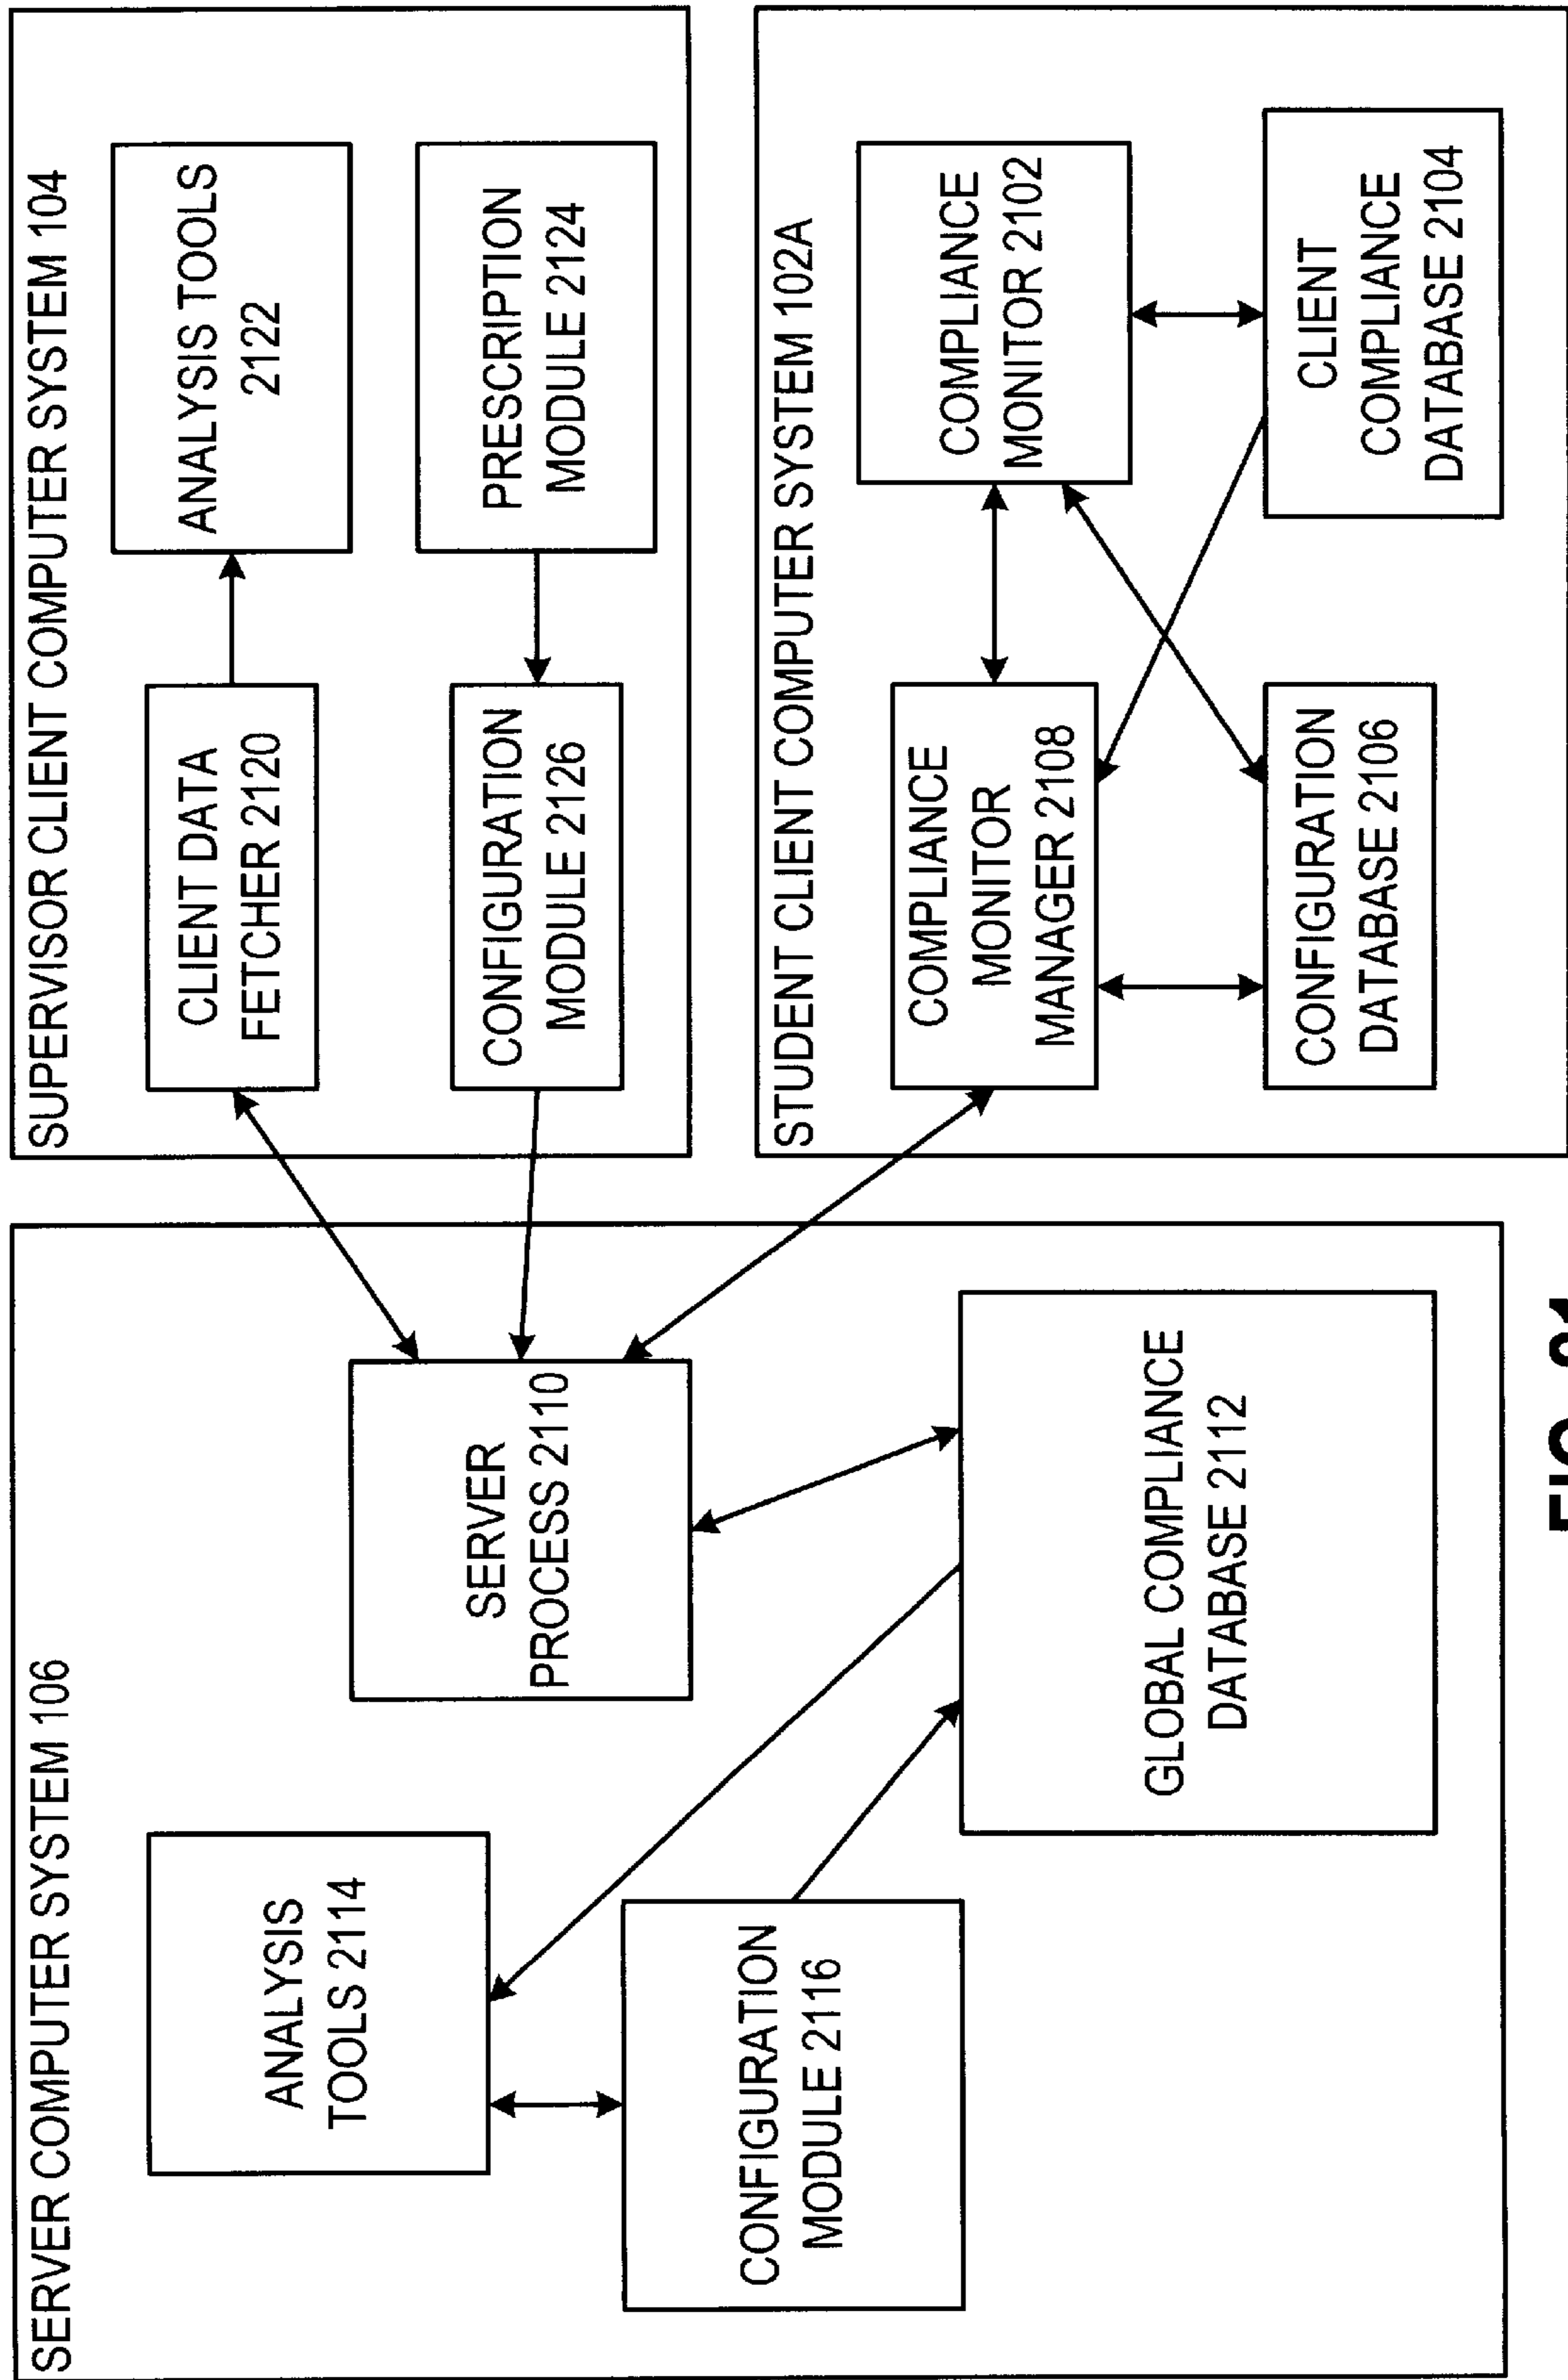 SERVER COMPUTER SYSTEM 106
ANALYSIS
TOOLS 2114
CONFIGURATION
MODULE 2116
SERVER
PROCESS 2110
GLOBAL COMPLIANCE
DATABASE 2112
SUPERVISOR CLIENT COMPUTER SYSTEM 104
CLIENT DATA
FETCHER 2120
ANALYSIS TOOLS
2122
CONFIGURATION
MODULE 2126
PRESCRIPTION
MODULE 2124
STUDENT CLIENT COMPUTER SYSTEM 102A
COMPLIANCE
MONITOR
MANAGER 2108
COMPLIANCE
MONITOR 2102
CONFIGURATION
DATABASE 2106
CLIENT
COMPLIANCE
DATABASE 2104
FIG.